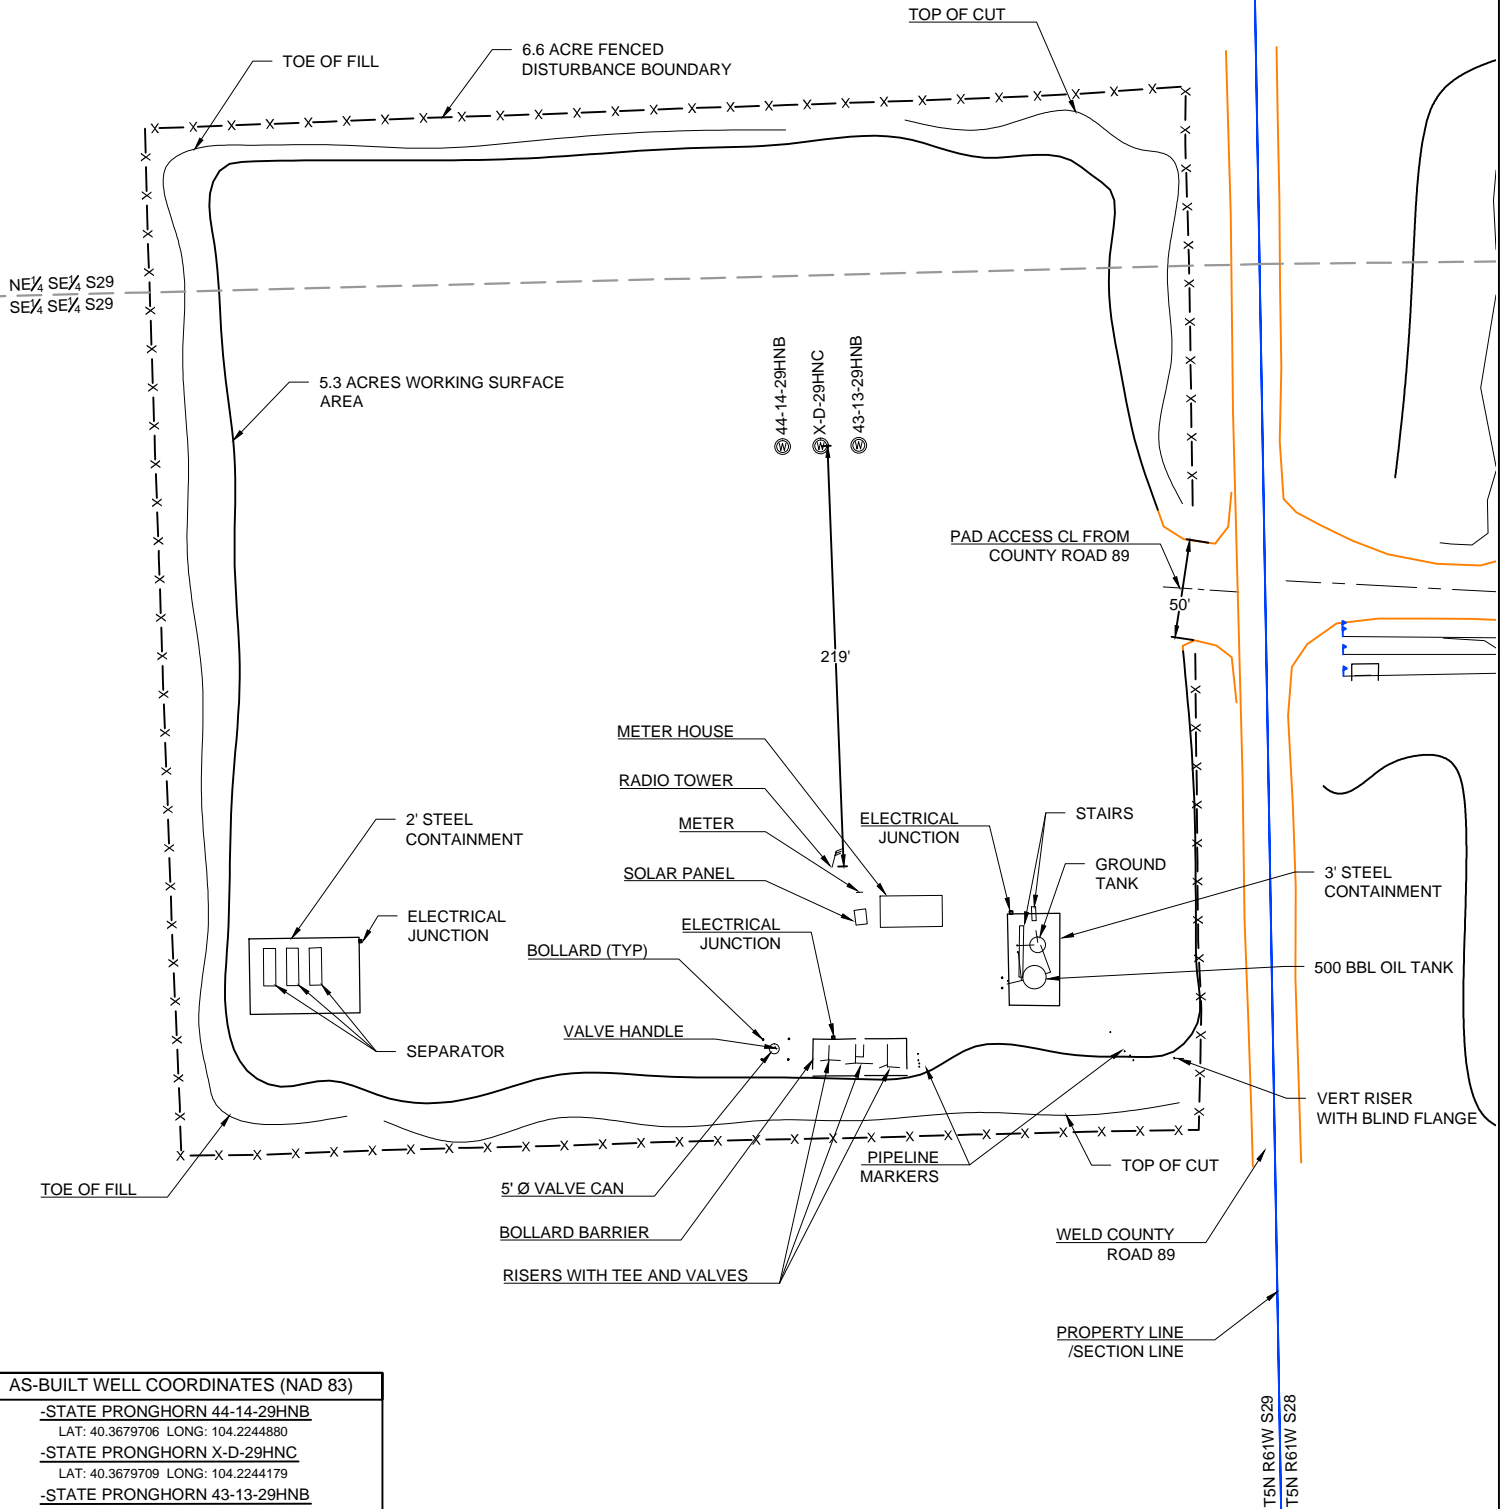 TOP OF CUT
6.6 ACRE FENCED
DISTURBANCE BOUNDARY
TOE OF FILL
NE¼ SE¼ S29
SE¼ SE¼ S29
44-14-29HNB
X-D-29HNC
43-13-29HNB
W
W
W
5.3 ACRES WORKING SURFACE
AREA
PAD ACCESS CL FROM
COUNTY ROAD 89
50'
219'
METER HOUSE
RADIO TOWER
METER
SOLAR PANEL
2' STEEL
CONTAINMENT
ELECTRICAL
JUNCTION
STAIRS
GROUND
TANK
3' STEEL
CONTAINMENT
ELECTRICAL
JUNCTION
ELECTRICAL
JUNCTION
BOLLARD (TYP)
500 BBL OIL TANK
VALVE HANDLE
SEPARATOR
VERT RISER
WITH BLIND FLANGE
PIPELINE
MARKERS
TOP OF CUT
TOE OF FILL
5' Ø VALVE CAN
BOLLARD BARRIER
RISERS WITH TEE AND VALVES
WELD COUNTY
ROAD 89
PROPERTY LINE
/SECTION LINE
T5N R61W S29
T5N R61W S28
AS-BUILT WELL COORDINATES (NAD 83)
-STATE PRONGHORN 44-14-29HNB
LAT: 40.3679706 LONG: 104.2244880
-STATE PRONGHORN X-D-29HNC
LAT: 40.3679709 LONG: 104.2244179
-STATE PRONGHORN 43-13-29HNB